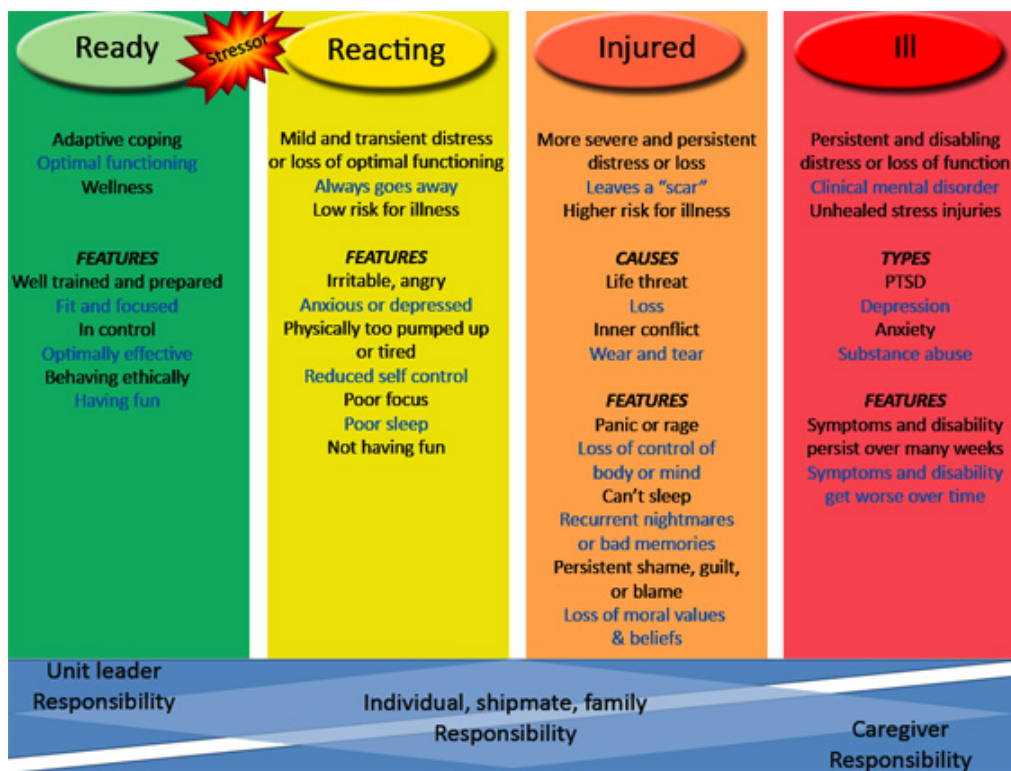 Ready
Stressor
Reacting
Injured
Ill
Adaptive coping
Optimal functioning
Wellness
FEATURES
Well trained and prepared
Fit and focused
In control
Optimally effective
Behaving ethically
Having fun
Mild and transient distress
or loss of optimal functioning
Always goes away
Low risk for illness
FEATURES
Irritable, angry
Anxious or depressed
Physically too pumped up
or tired
Reduced self control
Poor focus
Poor sleep
Not having fun
More severe and persistent
distress or loss
Leaves a “scar”
Higher risk for illness
CAUSES
Life threat
Loss
Inner conflict
Wear and tear
FEATURES
Panic or rage
Loss of control of
body or mind
Can’t sleep
Recurrent nightmares
or bad memories
Persistent shame, guilt,
or blame
Loss of moral values
& beliefs
Persistent and disabling
distress or loss of function
Clinical mental disorder
Unhealed stress injuries
TYPES
PTSD
Depression
Anxiety
Substance abuse
FEATURES
Symptoms and disability
persist over many weeks
Symptoms and disability
get worse over time
Unit leader
Responsibility
Individual, shipmate, family
Responsibility
Caregiver
Responsibility